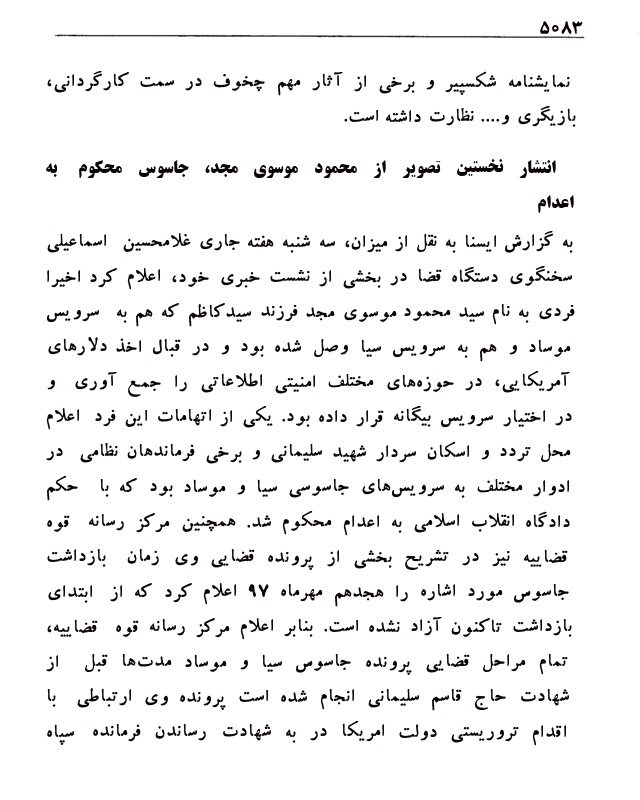 ۵۰۸۳
نمایشنامه شکسپیر و برخی از آثار مهم چخوف در سمت کارگردانی،
بازیگری و.... نظارت داشته است.
انتشار نخستین تصویر از محمود موسوی مجد، جاسوس محکوم به
اعدام
به گزارش ایسنا به نقل از میزان، سه شنبه هفته جاری غلامحسین اسماعیلی
سخنگوی دستگاه قضا در بخشی از نشست خبری خود، اعلام کرد اخیرا
فردی به نام سید محمود موسوی مجد فرزند سیدکاظم که هم به سرویس
موساد و هم به سرویس سیا وصل شده بود و در قبال اخذ دلارهای
آمریکایی، در حوزه‌های مختلف امنیتی اطلاعاتی را جمع آوری و
در اختیار سرویس بیگانه قرار داده بود. یکی از اتهامات این فرد اعلام
محل تردد و اسکان سردار شهید سلیمانی و برخی فرماندهان نظامی در
ادوار مختلف به سرویس‌های جاسوسی سیا و موساد بود که با حکم
دادگاه انقلاب اسلامی به اعدام محکوم شد. همچنین مرکز رسانه قوه
قضاییه نیز در تشریح بخشی از پرونده قضایی وی زمان بازداشت
جاسوس مورد اشاره را هجدهم مهرماه ۹۷ اعلام کرد که از ابتدای
بازداشت تاکنون آزاد نشده است. بنابر اعلام مرکز رسانه قوه قضاییه،
تمام مراحل قضایی پرونده جاسوس سیا و موساد مدت‌ها قبل از
شهادت حاج قاسم سلیمانی انجام شده است پرونده وی ارتباطی با
اقدام تروریستی دولت امریکا در به شهادت رساندن فرمانده سپاه